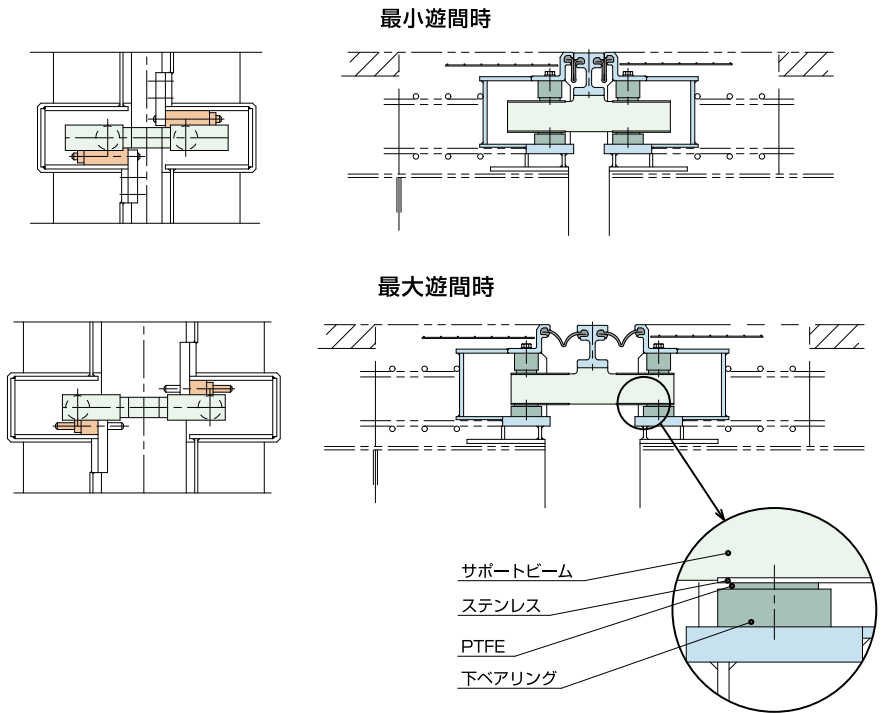 最小遊間時
最大遊間時
サポートビーム
ステンレス
PTFE
下ベアリング